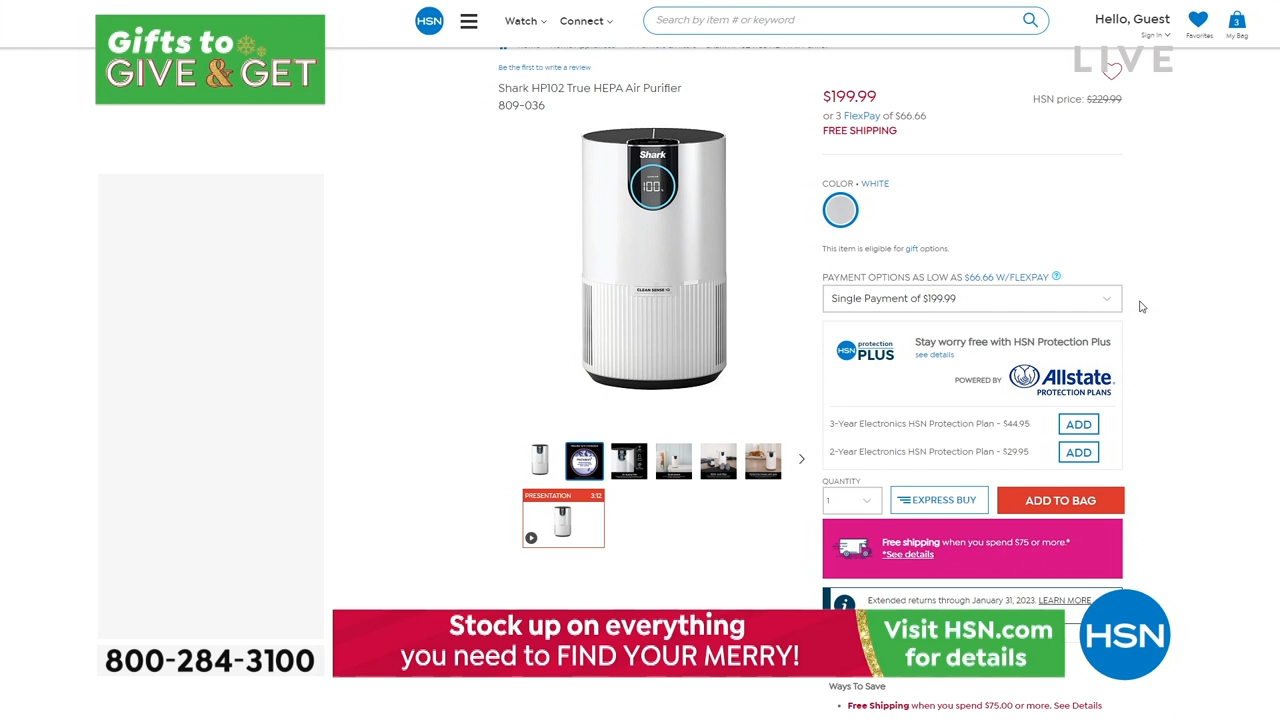 Gifts to
GIVE & GET
HSN
Watch
Connect
Search by item # or keyword
Hello, Guest
Sign in
Favorites
3
My Bag
LIVE
Be the first to write a review
Shark HP102 True HEPA Air Purifier
809-036
$199.99
HSN price: $229.99
or 3 FlexPay of $66.66
FREE SHIPPING
Shark
100%
CLEAN SENSE IQ
COLOR • WHITE
This item is eligible for gift options.
PAYMENT OPTIONS AS LOW AS $66.66 W/FLEXPAY
Single Payment of $199.99
HSN protection PLUS
Stay worry free with HSN Protection Plus
see details
POWERED BY Allstate
PROTECTION PLANS
3-Year Electronics HSN Protection Plan - $44.95
ADD
2-Year Electronics HSN Protection Plan - $29.95
ADD
QUANTITY
1
EXPRESS BUY
ADD TO BAG
PRESENTATION 3:12
Free shipping when you spend $75 or more.*
*See details
Extended returns through January 31, 2023. LEARN MORE
800-284-3100
Stock up on everything
you need to FIND YOUR MERRY!
Visit HSN.com
for details
HSN
Ways To Save
• Free Shipping when you spend $75.00 or more. See Details